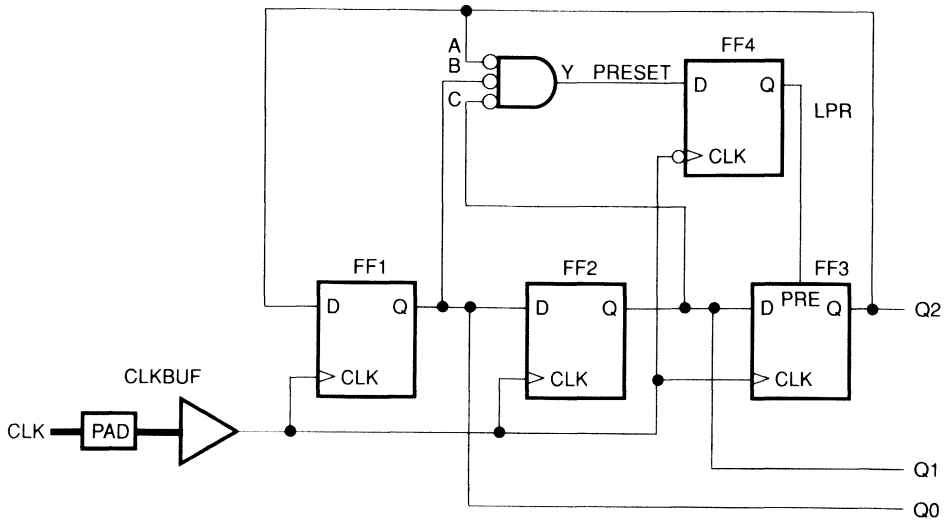 FF4
A
B
C
Y
PRESET
D
Q
LPR
CLK
FF1
FF2
FF3
D
Q
D
Q
D
PRE
Q
Q2
CLK
CLK
CLK
CLKBUF
CLK
PAD
Q1
Q0